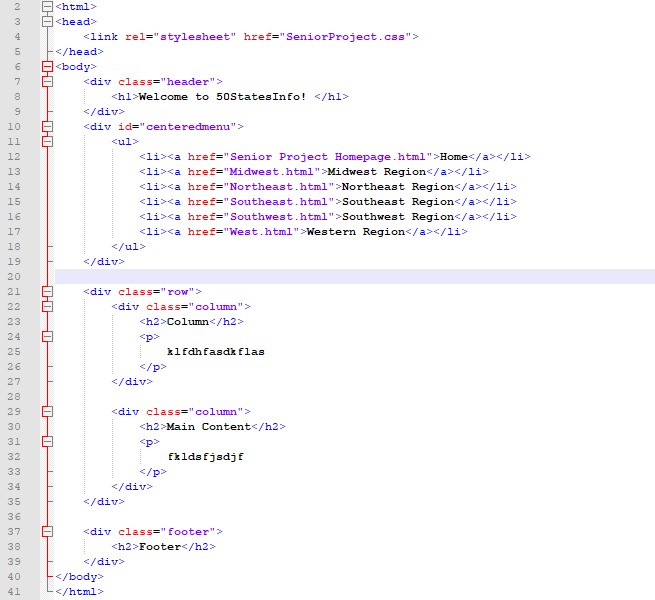 2 <html>
3 <head>
4 <link rel="stylesheet" href="SeniorProject.css">
5 </head>
6 <body>
7 <div class="header">
8 <h1>Welcome to 50StatesInfo! </h1>
9 </div>
10 <div id="centeredmenu">
11 <ul>
12 <li><a href="Senior Project Homepage.html">Home</a></li>
13 <li><a href="Midwest.html">Midwest Region</a></li>
14 <li><a href="Northeast.html">Northeast Region</a></li>
15 <li><a href="Southeast.html">Southeast Region</a></li>
16 <li><a href="Southwest.html">Southwest Region</a></li>
17 <li><a href="West.html">Western Region</a></li>
18 </ul>
19 </div>
20
21 <div class="row">
22 <div class="column">
23 <h2>Column</h2>
24 <p>
25 klfdhfasdkflas
26 </p>
27 </div>
28
29 <div class="column">
30 <h2>Main Content</h2>
31 <p>
32 fkldsfjsdjf
33 </p>
34 </div>
35 </div>
36
37 <div class="footer">
38 <h2>Footer</h2>
39 </div>
40 </body>
41 </html>